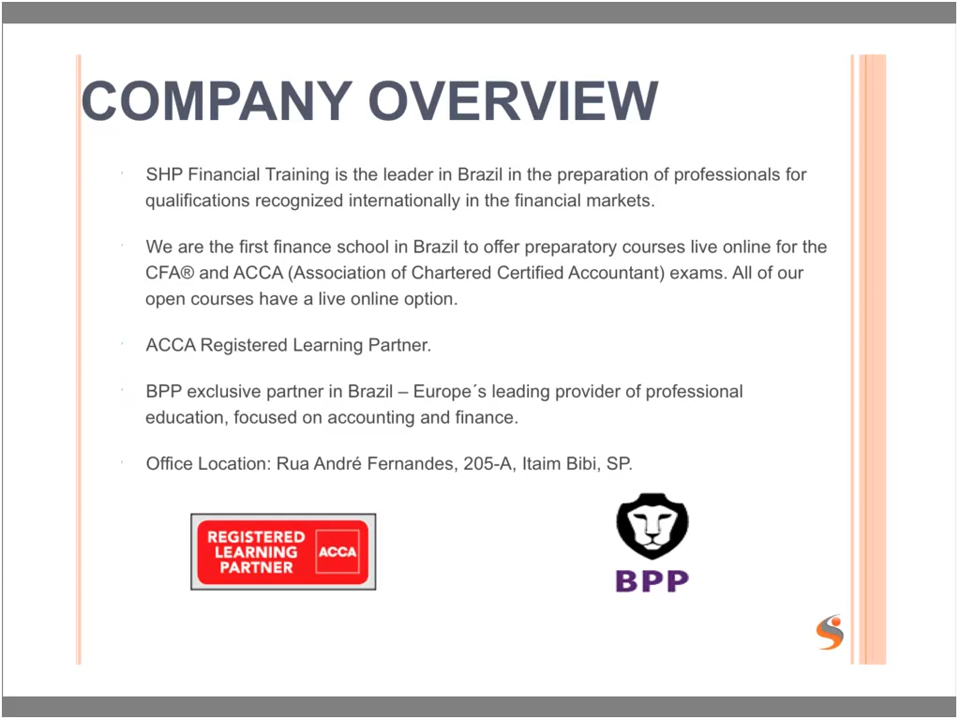 COMPANY OVERVIEW
SHP Financial Training is the leader in Brazil in the preparation of professionals for
qualifications recognized internationally in the financial markets.
We are the first finance school in Brazil to offer preparatory courses live online for the
CFA® and ACCA (Association of Chartered Certified Accountant) exams. All of our
open courses have a live online option.
ACCA Registered Learning Partner.
BPP exclusive partner in Brazil – Europe´s leading provider of professional
education, focused on accounting and finance.
Office Location: Rua André Fernandes, 205-A, Itaim Bibi, SP.
REGISTERED
LEARNING
PARTNER
ACCA
BPP